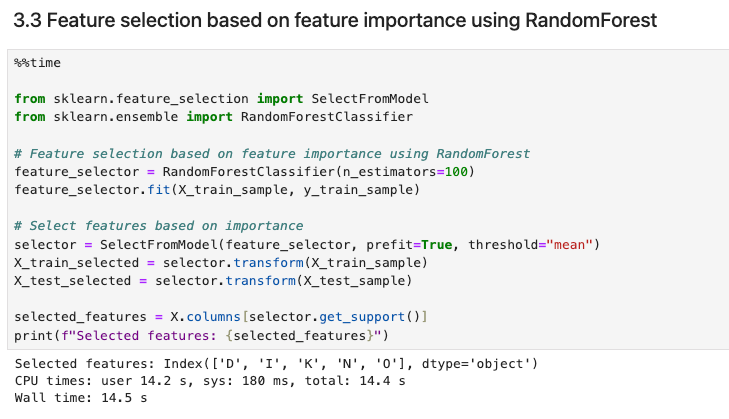 3.3 Feature selection based on feature importance using RandomForest
%%time
from sklearn.feature_selection import SelectFromModel
from sklearn.ensemble import RandomForestClassifier
# Feature selection based on feature importance using RandomForest
feature_selector = RandomForestClassifier(n_estimators=100)
feature_selector.fit(X_train_sample, y_train_sample)
# Select features based on importance
selector = SelectFromModel(feature_selector, prefit=True, threshold="mean")
X_train_selected = selector.transform(X_train_sample)
X_test_selected = selector.transform(X_test_sample)
selected_features = X.columns[selector.get_support()]
print(f"Selected features: {selected_features}")
Selected features: Index(['D', 'I', 'K', 'N', 'O'], dtype='object')
CPU times: user 14.2 s, sys: 180 ms, total: 14.4 s
Wall time: 14.5 s